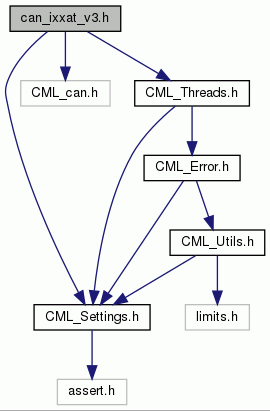 can_ixxat_v3.h
CML_can.h
CML_Threads.h
CML_Error.h
CML_Utils.h
CML_Settings.h
limits.h
assert.h